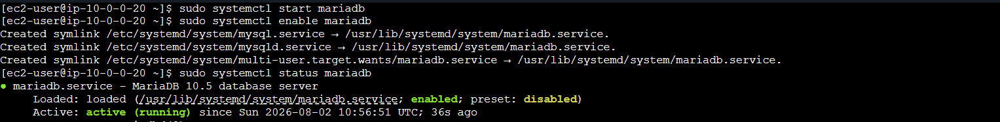 [ec2-user@ip-10-0-0-20 ~]$ sudo systemctl start mariadb
[ec2-user@ip-10-0-0-20 ~]$ sudo systemctl enable mariadb
Created symlink /etc/systemd/system/mysql.service → /usr/lib/systemd/system/mariadb.service.
Created symlink /etc/systemd/system/mysqld.service → /usr/lib/systemd/system/mariadb.service.
Created symlink /etc/systemd/system/multi-user.target.wants/mariadb.service → /usr/lib/systemd/system/mariadb.service.
[ec2-user@ip-10-0-0-20 ~]$ sudo systemctl status mariadb
● mariadb.service - MariaDB 10.5 database server
     Loaded: loaded (/usr/lib/systemd/system/mariadb.service; enabled; preset: disabled)
     Active: active (running) since Sun 2026-08-02 10:56:51 UTC; 36s ago